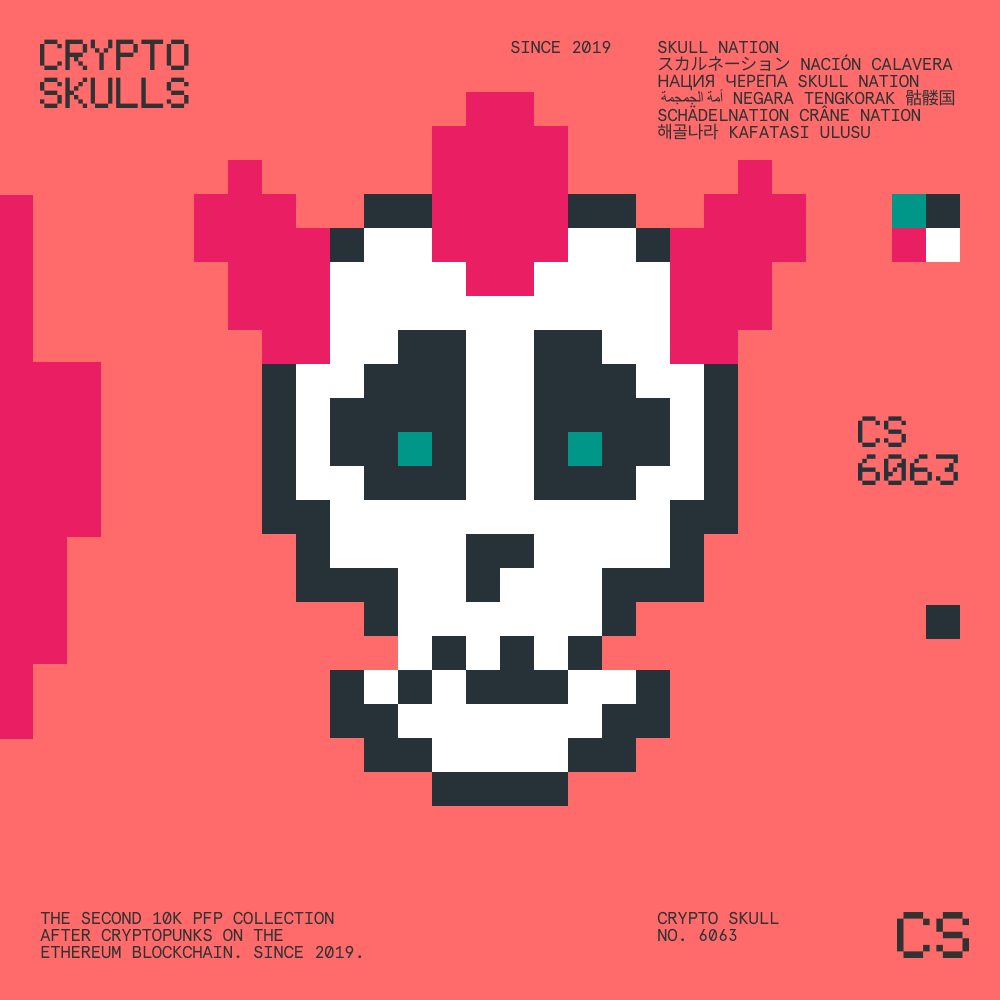 CRYPTO
SKULLS
SINCE 2019
SKULL NATION
スカルネーション NACIÓN CALAVERA
НАЦИЯ ЧЕРЕПА SKULL NATION
أمة الجمجمة NEGARA TENGKORAK 骷髅国
SCHÄDELNATION CRÂNE NATION
해골나라 KAFATASI ULUSU
CS
6063
THE SECOND 10K PFP COLLECTION
AFTER CRYPTOPUNKS ON THE
ETHEREUM BLOCKCHAIN. SINCE 2019.
CRYPTO SKULL
NO. 6063
CS